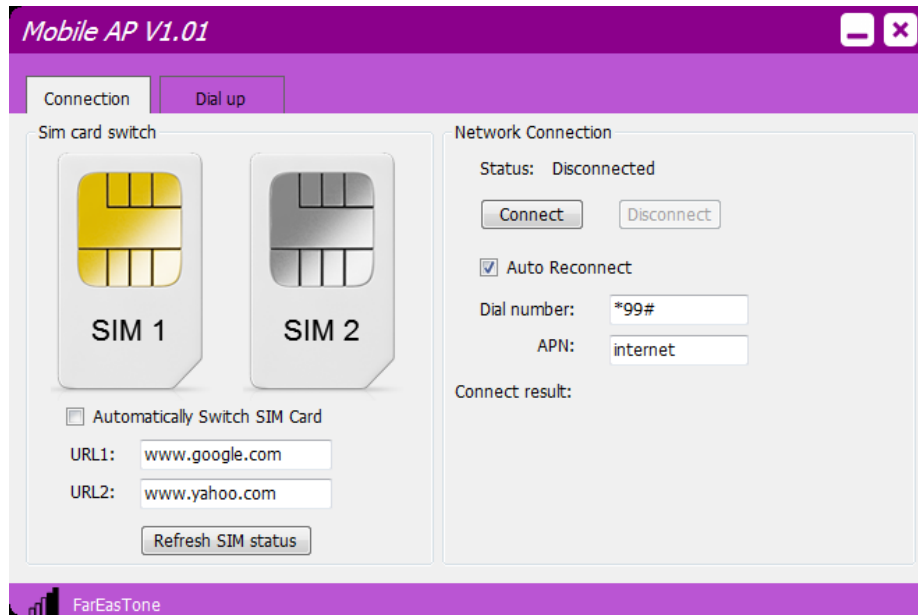 Mobile AP V1.01
Connection
Dial up
Sim card switch
SIM 1
SIM 2
Automatically Switch SIM Card
URL1: www.google.com
URL2: www.yahoo.com
Refresh SIM status
Network Connection
Status: Disconnected
Connect
Disconnect
Auto Reconnect
Dial number: *99#
APN: internet
Connect result:
FarEasTone